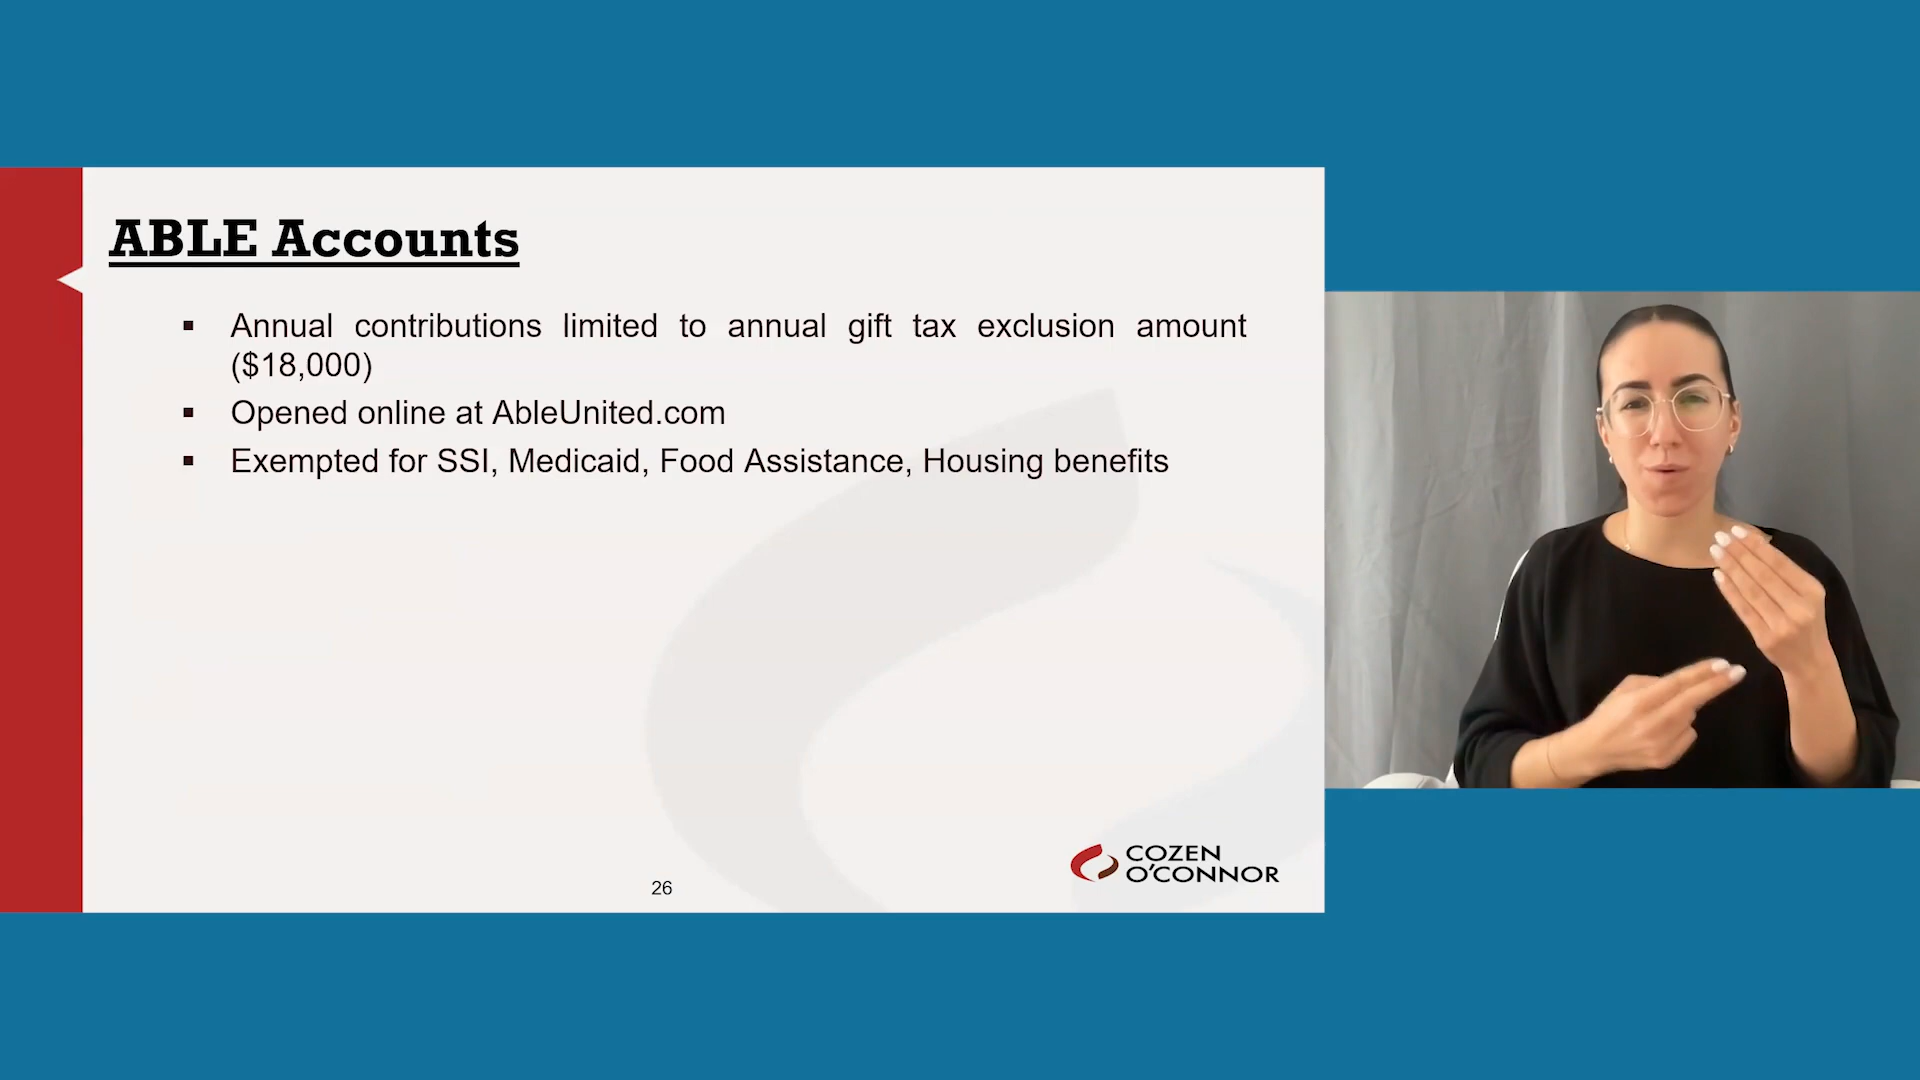 ABLE Accounts
▪ Annual contributions limited to annual gift tax exclusion amount
($18,000)
▪ Opened online at AbleUnited.com
▪ Exempted for SSI, Medicaid, Food Assistance, Housing benefits
COZEN
O'CONNOR
26